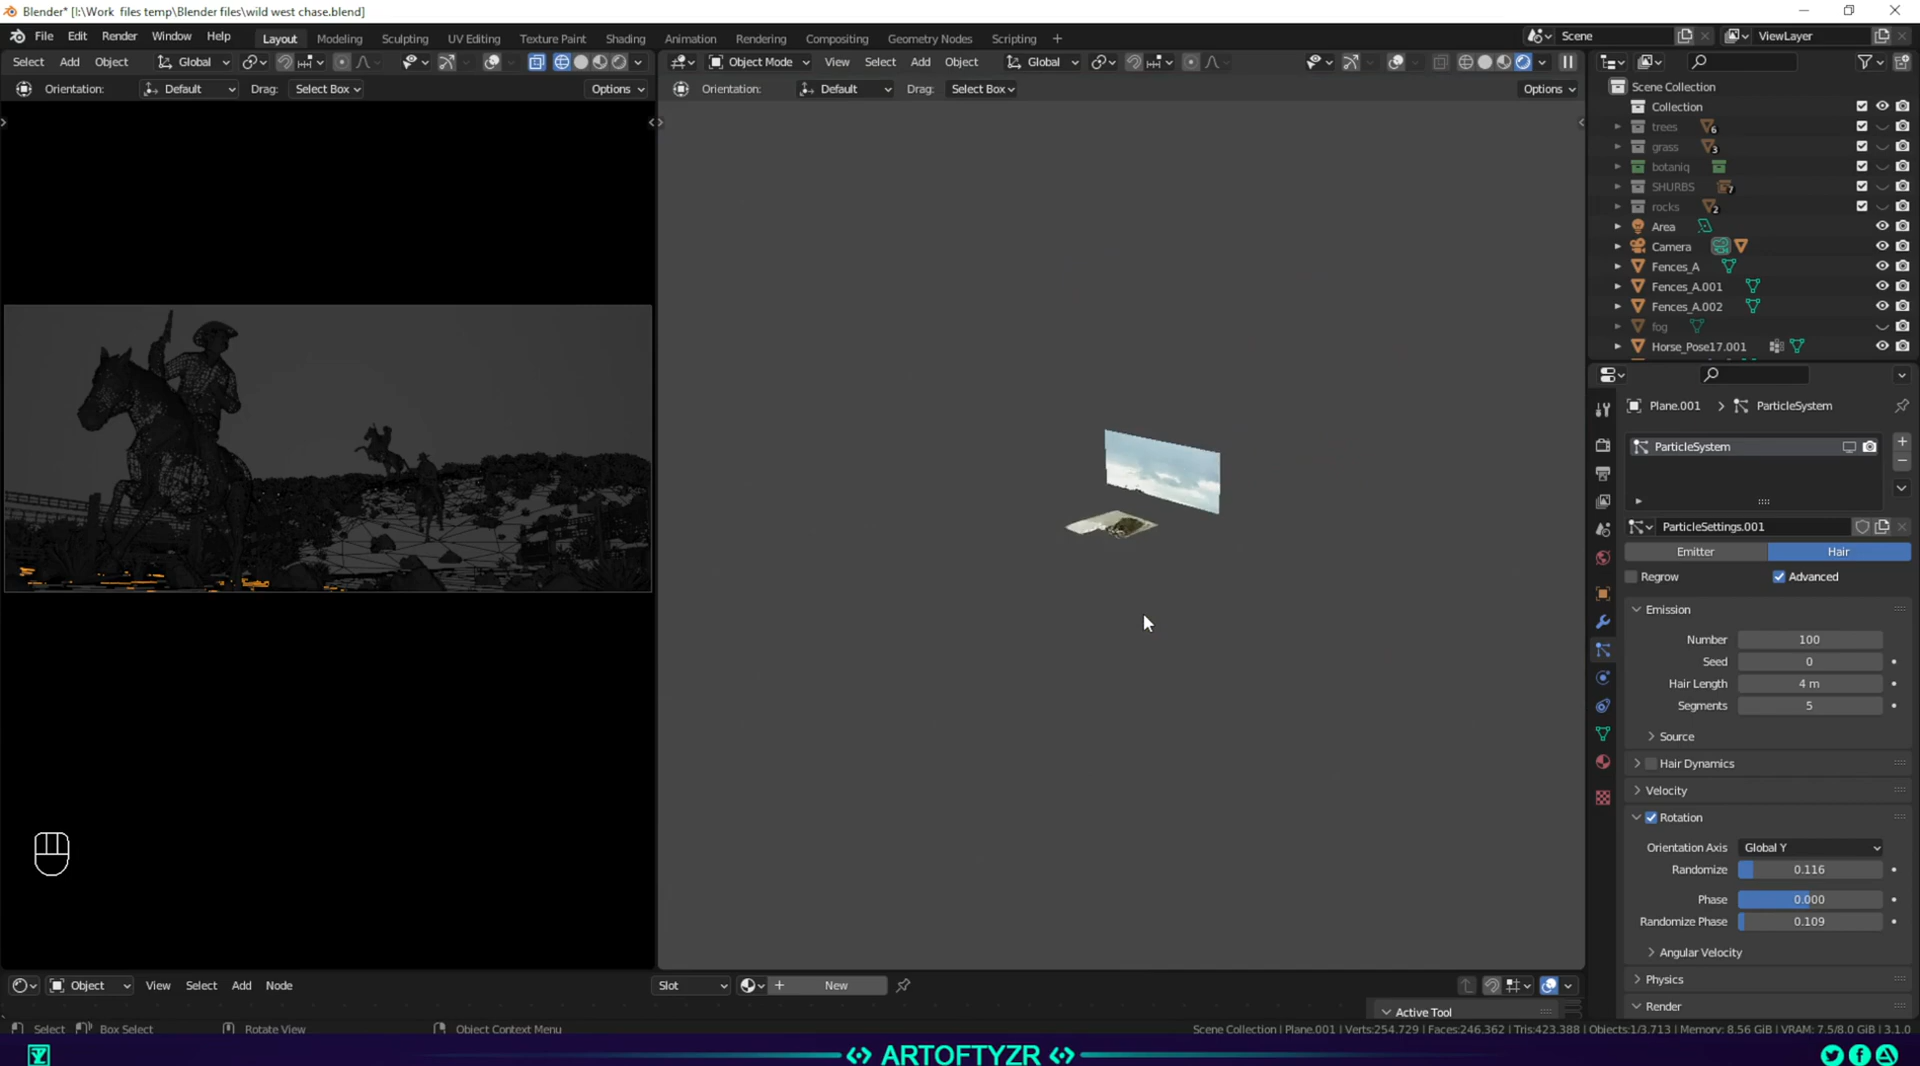 Blender* [I:\Work files temp\Blender files\wild west chase.blend]
File Edit Render Window Help Layout Modeling Sculpting UV Editing Texture Paint Shading Animation Rendering Compositing Geometry Nodes Scripting + Scene ViewLayer
Select Add Object Global Object Mode View Select Add Object Global
Orientation: Default Drag: Select Box Options Orientation: Default Drag: Select Box Options
Scene Collection
Collection
trees 6
grass 3
botaniq
SHURBS 7
rocks 2
Area
Camera
Fences_A
Fences_A.001
Fences_A.002
fog
Horse_Pose17.001
Plane.001 > ParticleSystem
ParticleSystem
ParticleSettings.001
Emitter Hair
Regrow Advanced
Emission
Number 100
Seed 0
Hair Length 4 m
Segments 5
Source
Hair Dynamics
Velocity
Rotation
Orientation Axis Global Y
Randomize 0.116
Phase 0.000
Randomize Phase 0.109
Angular Velocity
Physics
Render
Object View Select Add Node Slot + New
Active Tool
Select Box Select Rotate View Object Context Menu Scene Collection | Plane.001 | Verts:254.729 | Faces:246.362 | Tris:423.388 | Objects:1/3.713 | Memory: 8.56 GiB | VRAM: 7.5/8.0 GiB | 3.1.0
ARTOFTYZR